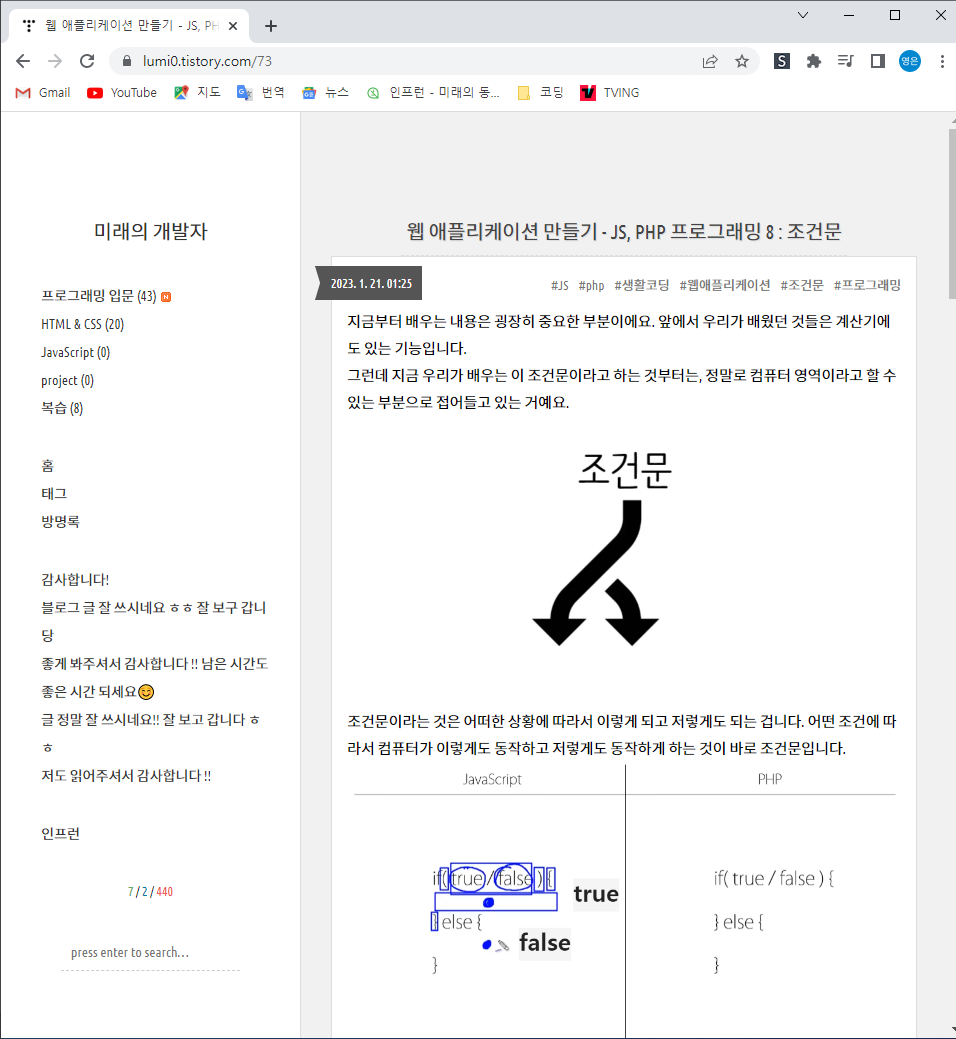 웹 애플리케이션 만들기 - JS, PH
lumi0.tistory.com/73
S
영은
Gmail
YouTube
지도
번역
뉴스
인프런 - 미래의 동...
코딩
TVING
미래의 개발자
프로그래밍 입문 (43) N
HTML & CSS (20)
JavaScript (0)
project (0)
복습 (8)
홈
태그
방명록
감사합니다!
블로그 글 잘 쓰시네요 ㅎㅎ 잘 보구 갑니
당
좋게 봐주셔서 감사합니다 !! 남은 시간도
좋은 시간 되세요😊
글 정말 잘 쓰시네요!! 잘 보고 갑니다 ㅎ
ㅎ
저도 읽어주셔서 감사합니다 !!
인프런
7 / 2 / 440
press enter to search...
웹 애플리케이션 만들기 - JS, PHP 프로그래밍 8 : 조건문
2023. 1. 21. 01:25
#JS #php #생활코딩 #웹애플리케이션 #조건문 #프로그래밍
지금부터 배우는 내용은 굉장히 중요한 부분이에요. 앞에서 우리가 배웠던 것들은 계산기에
도 있는 기능입니다.
그런데 지금 우리가 배우는 이 조건문이라고 하는 것부터는, 정말로 컴퓨터 영역이라고 할 수
있는 부분으로 접어들고 있는 거예요.
조건문
조건문이라는 것은 어떠한 상황에 따라서 이렇게 되고 저렇게도 되는 겁니다. 어떤 조건에 따
라서 컴퓨터가 이렇게도 동작하고 저렇게도 동작하게 하는 것이 바로 조건문입니다.
JavaScript
if( true / false ) {
true
} else {
false
}
PHP
if( true / false ) {
} else {
}